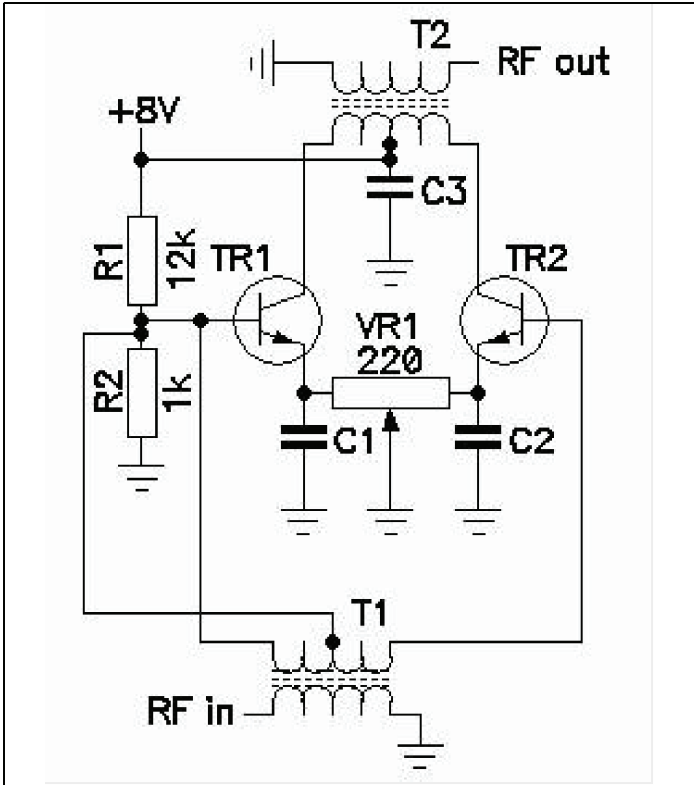 T2
RF out
+8V
C3
R1
12k
TR1
TR2
VR1
220
R2
1k
C1
C2
T1
RF in